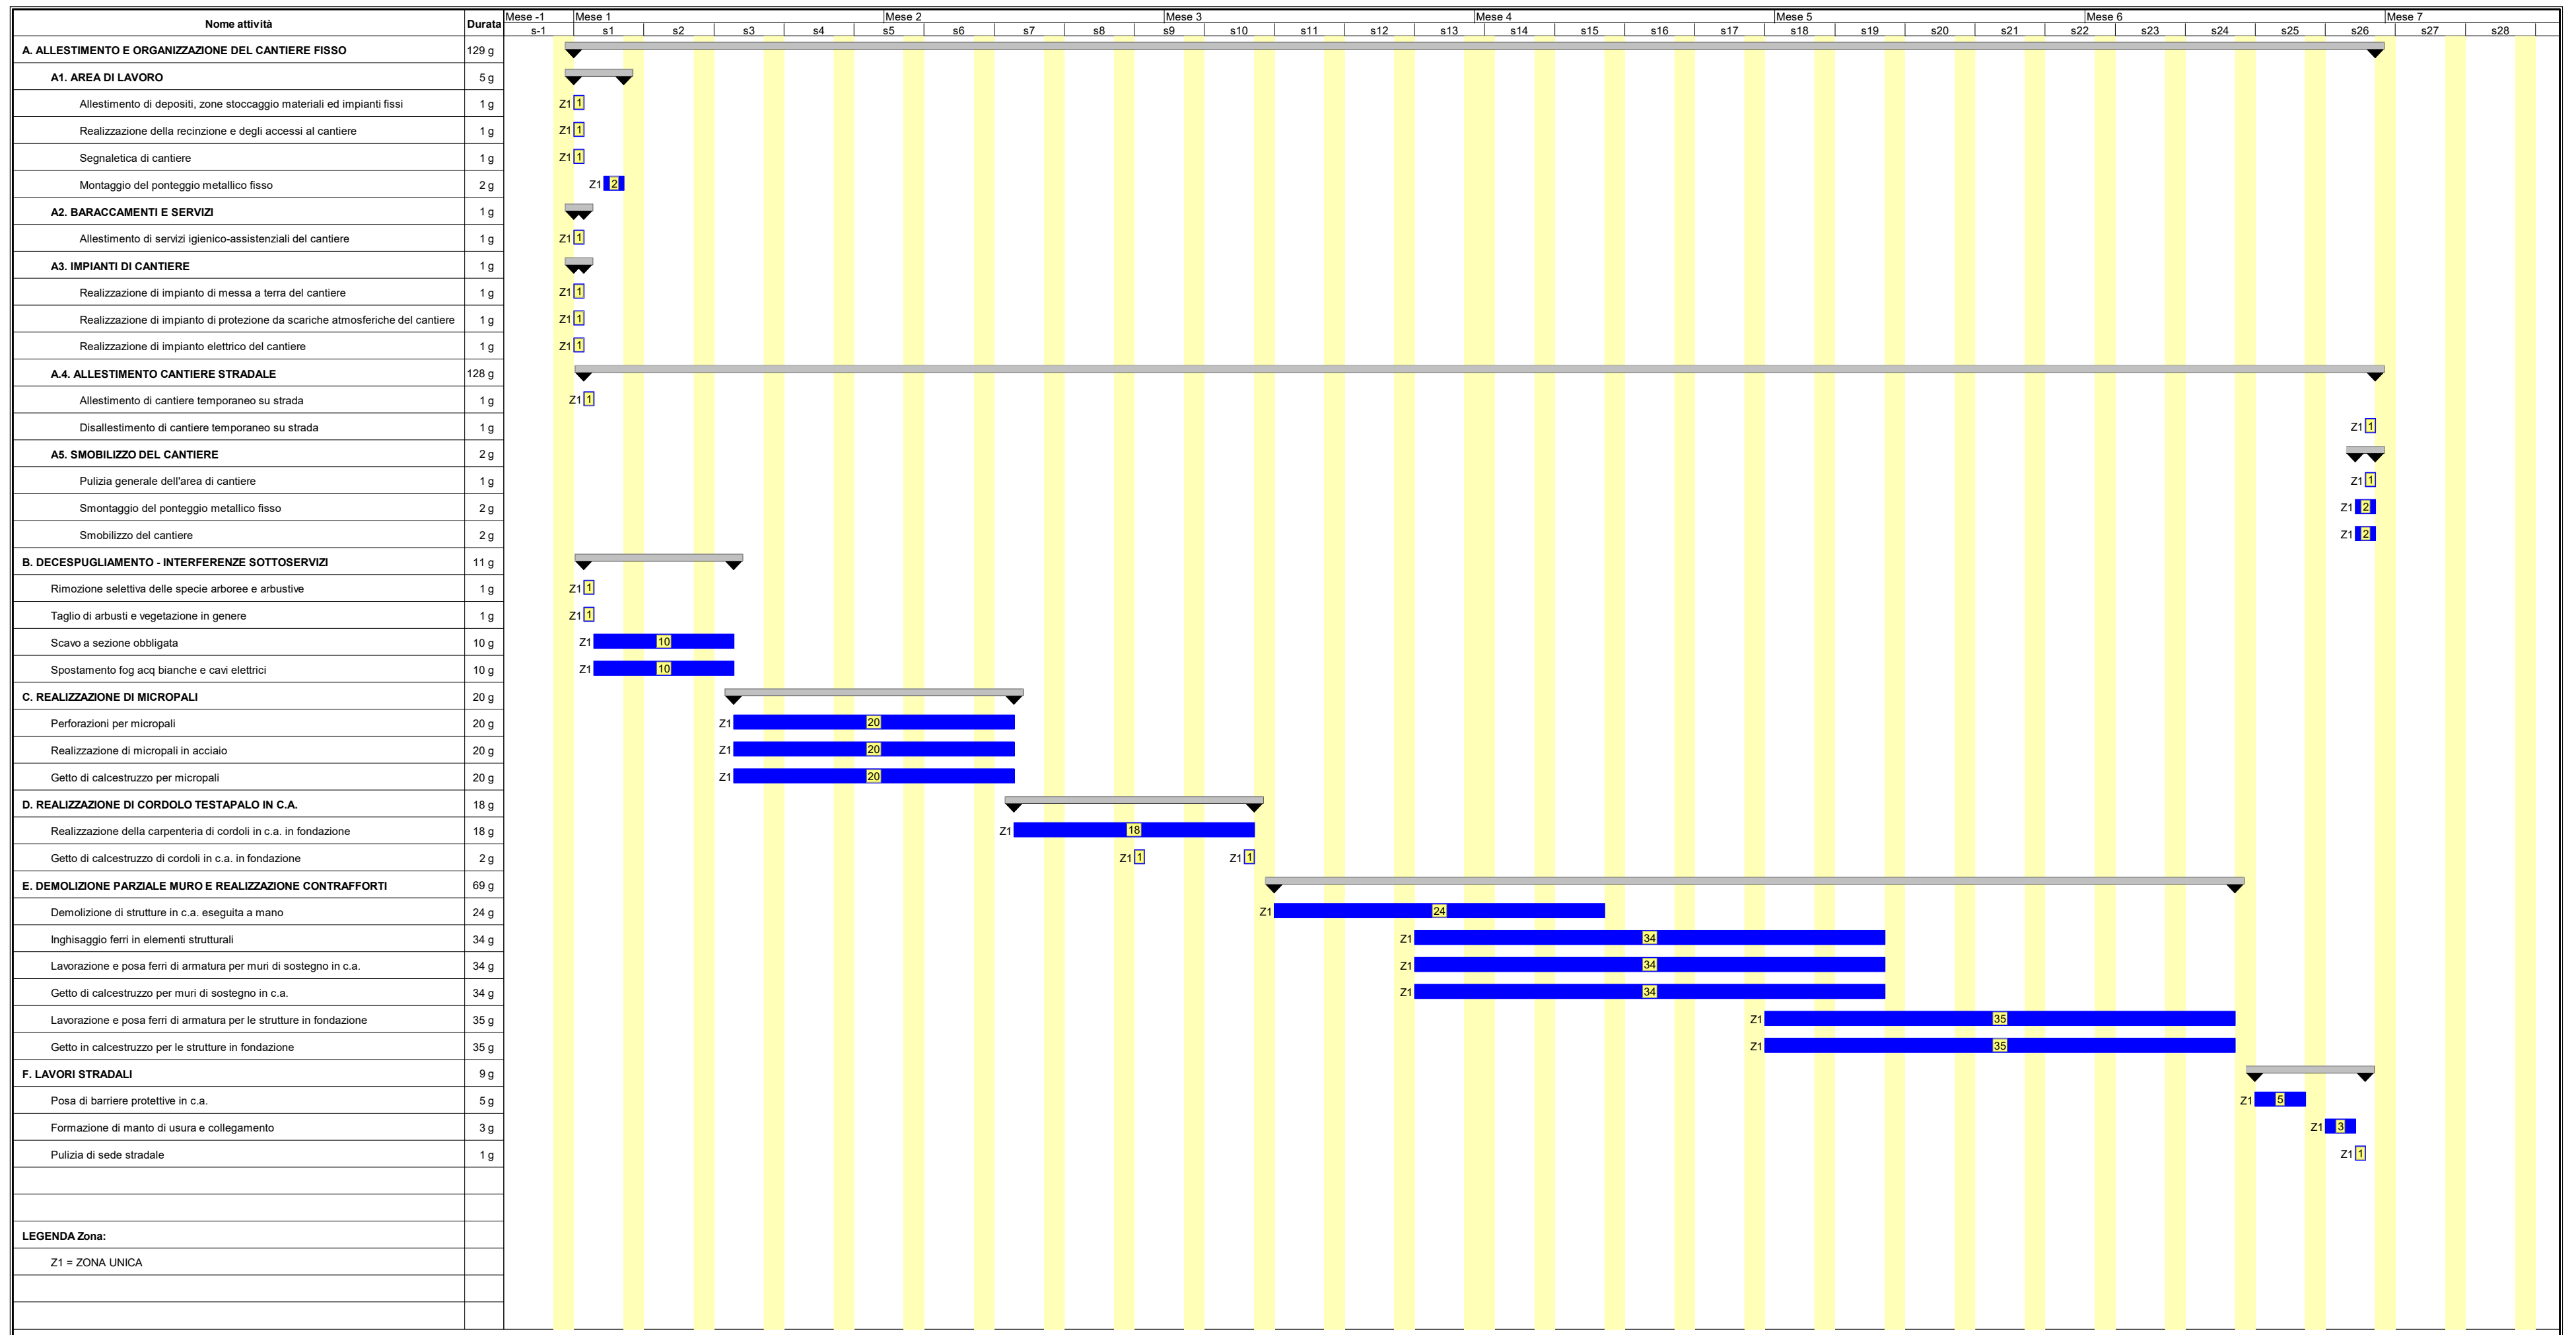 Nome attività Durata Mese -1 Mese 1 Mese 2 Mese 3 Mese 4 Mese 5 Mese 6 Mese 7
s-1 s1 s2 s3 s4 s5 s6 s7 s8 s9 s10 s11 s12 s13 s14 s15 s16 s17 s18 s19 s20 s21 s22 s23 s24 s25 s26 s27 s28
A. ALLESTIMENTO E ORGANIZZAZIONE DEL CANTIERE FISSO 129 g
A1. AREA DI LAVORO 5 g
Allestimento di depositi, zone stoccaggio materiali ed impianti fissi 1 g Z1 1
Realizzazione della recinzione e degli accessi al cantiere 1 g Z1 1
Segnaletica di cantiere 1 g Z1 1
Montaggio del ponteggio metallico fisso 2 g Z1 2
A2. BARACCAMENTI E SERVIZI 1 g
Allestimento di servizi igienico-assistenziali del cantiere 1 g Z1 1
A3. IMPIANTI DI CANTIERE 1 g
Realizzazione di impianto di messa a terra del cantiere 1 g Z1 1
Realizzazione di impianto di protezione da scariche atmosferiche del cantiere 1 g Z1 1
Realizzazione di impianto elettrico del cantiere 1 g Z1 1
A.4. ALLESTIMENTO CANTIERE STRADALE 128 g
Allestimento di cantiere temporaneo su strada 1 g Z1 1
Disallestimento di cantiere temporaneo su strada 1 g Z1 1
A5. SMOBILIZZO DEL CANTIERE 2 g
Pulizia generale dell'area di cantiere 1 g Z1 1
Smontaggio del ponteggio metallico fisso 2 g Z1 2
Smobilizzo del cantiere 2 g Z1 2
B. DECESPUGLIAMENTO - INTERFERENZE SOTTOSERVIZI 11 g
Rimozione selettiva delle specie arboree e arbustive 1 g Z1 1
Taglio di arbusti e vegetazione in genere 1 g Z1 1
Scavo a sezione obbligata 10 g Z1 10
Spostamento fog acq bianche e cavi elettrici 10 g Z1 10
C. REALIZZAZIONE DI MICROPALI 20 g
Perforazioni per micropali 20 g Z1 20
Realizzazione di micropali in acciaio 20 g Z1 20
Getto di calcestruzzo per micropali 20 g Z1 20
D. REALIZZAZIONE DI CORDOLO TESTAPALO IN C.A. 18 g
Realizzazione della carpenteria di cordoli in c.a. in fondazione 18 g Z1 18
Getto di calcestruzzo di cordoli in c.a. in fondazione 2 g Z1 1 Z1 1
E. DEMOLIZIONE PARZIALE MURO E REALIZZAZIONE CONTRAFFORTI 69 g
Demolizione di strutture in c.a. eseguita a mano 24 g Z1 24
Inghisaggio ferri in elementi strutturali 34 g Z1 34
Lavorazione e posa ferri di armatura per muri di sostegno in c.a. 34 g Z1 34
Getto di calcestruzzo per muri di sostegno in c.a. 34 g Z1 34
Lavorazione e posa ferri di armatura per le strutture in fondazione 35 g Z1 35
Getto in calcestruzzo per le strutture in fondazione 35 g Z1 35
F. LAVORI STRADALI 9 g
Posa di barriere protettive in c.a. 5 g Z1 5
Formazione di manto di usura e collegamento 3 g Z1 3
Pulizia di sede stradale 1 g Z1 1
LEGENDA Zona:
Z1 = ZONA UNICA